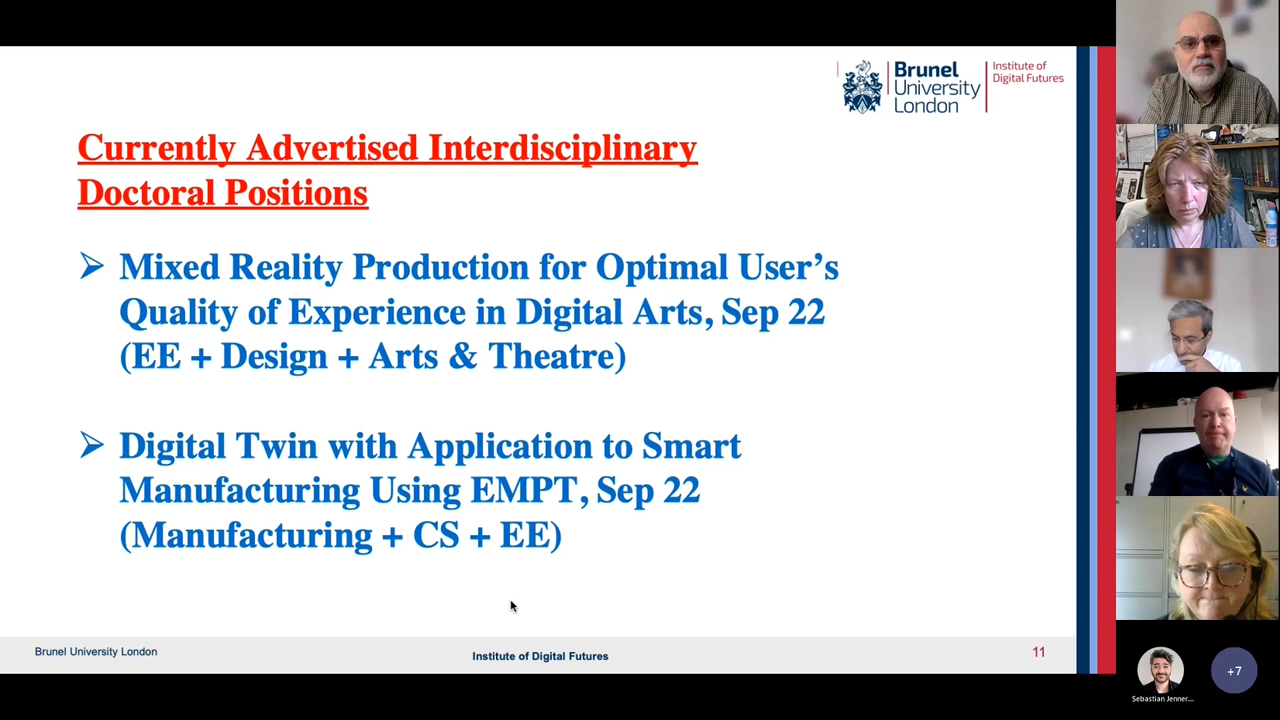 Brunel
University
London
Institute of
Digital Futures
Currently Advertised Interdisciplinary
Doctoral Positions
Mixed Reality Production for Optimal User’s
Quality of Experience in Digital Arts, Sep 22
(EE + Design + Arts & Theatre)
Digital Twin with Application to Smart
Manufacturing Using EMPT, Sep 22
(Manufacturing + CS + EE)
Brunel University London
Institute of Digital Futures
11
Sebastian Jenner...
+7